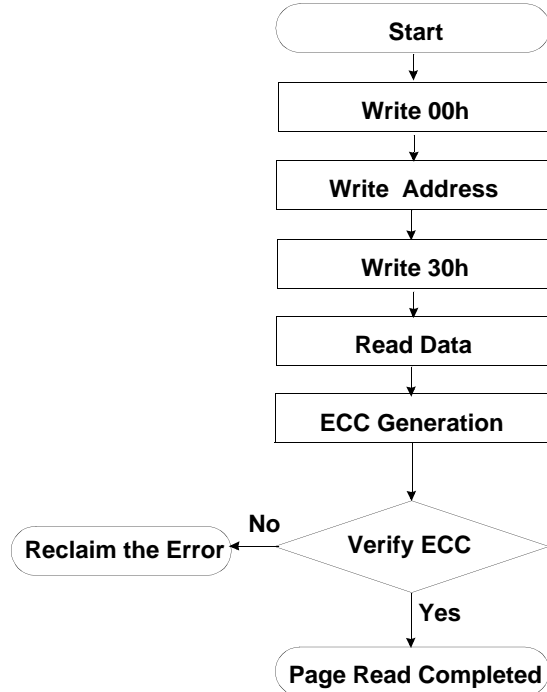 Start
Write 00h
Write Address
Write 30h
Read Data
ECC Generation
No
Reclaim the Error
Verify ECC
Yes
Page Read Completed